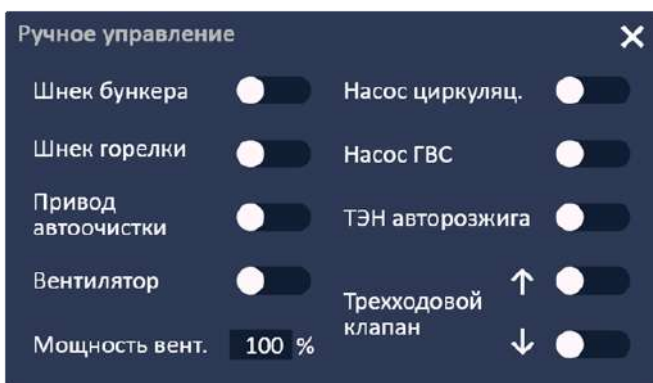 Ручное управление
Шнек бункера
Насос циркуляц.
Шнек горелки
Насос ГВС
Привод
автоочистки
ТЭН авторозжига
Вентилятор
Трехходовой
клапан
Мощность вент. 100 %